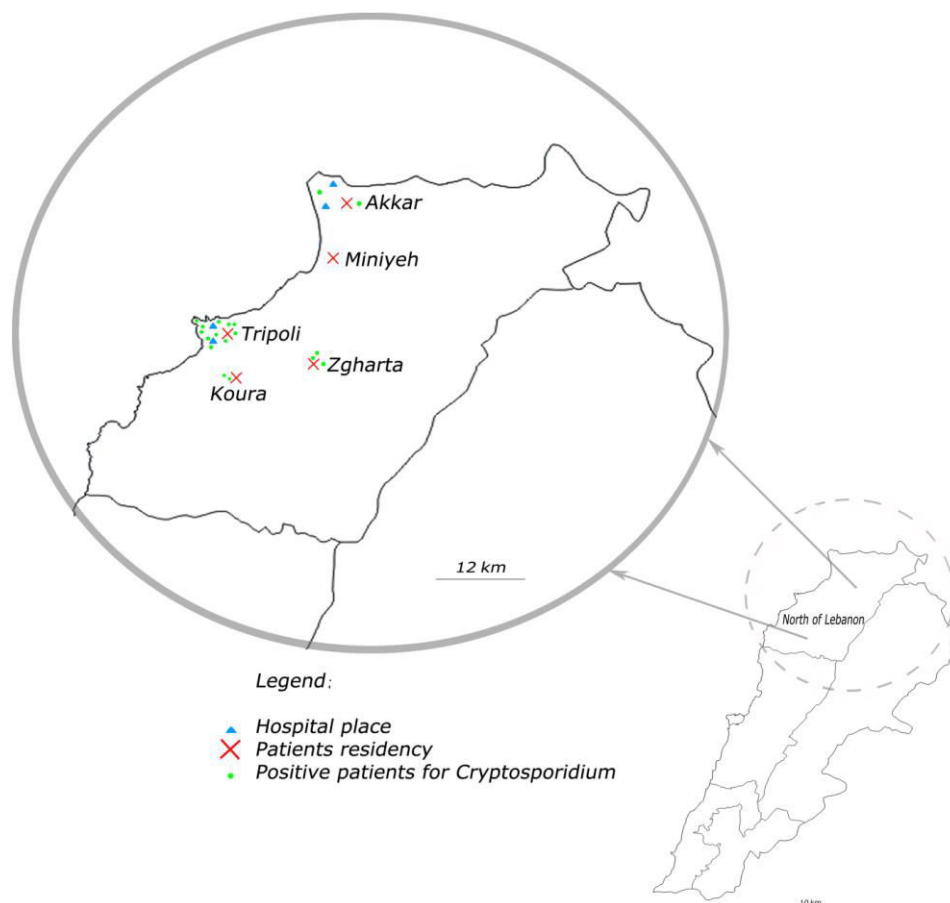 Akkar
Miniyeh
Tripoli
Zgharta
Koura
12 km
North of Lebanon
Legend:
Hospital place
Patients residency
Positive patients for Cryptosporidium